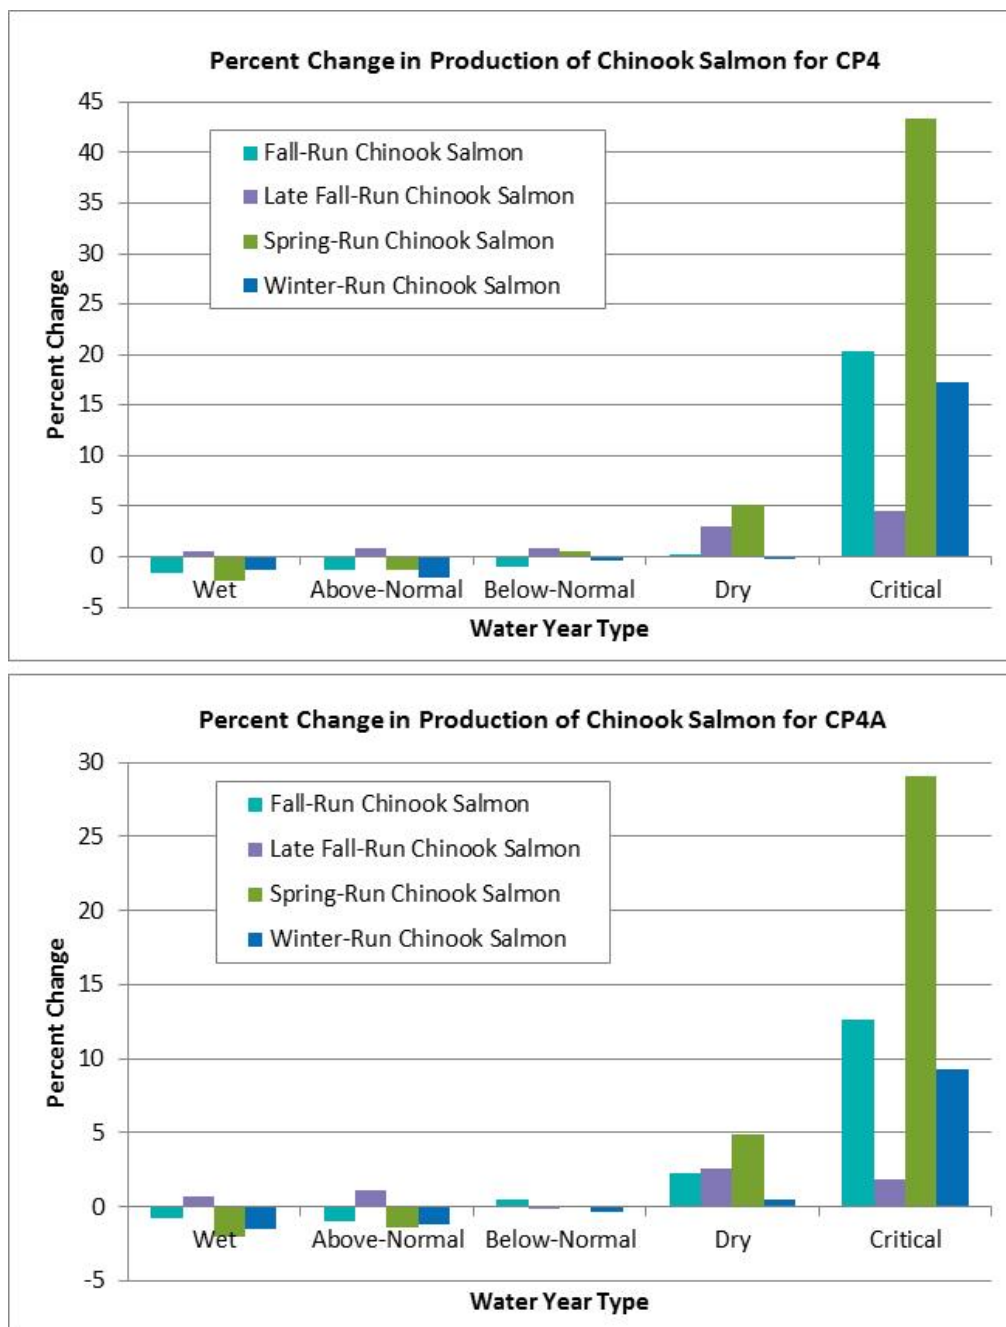 Percent Change in Production of Chinook Salmon for CP4
45
40
35
30
25
20
15
10
5
0
-5
Percent Change
Fall-Run Chinook Salmon
Late Fall-Run Chinook Salmon
Spring-Run Chinook Salmon
Winter-Run Chinook Salmon
Wet Above-Normal Below-Normal Dry Critical
Water Year Type
Percent Change in Production of Chinook Salmon for CP4A
30
25
20
15
10
5
0
-5
Percent Change
Fall-Run Chinook Salmon
Late Fall-Run Chinook Salmon
Spring-Run Chinook Salmon
Winter-Run Chinook Salmon
Wet Above-Normal Below-Normal Dry Critical
Water Year Type